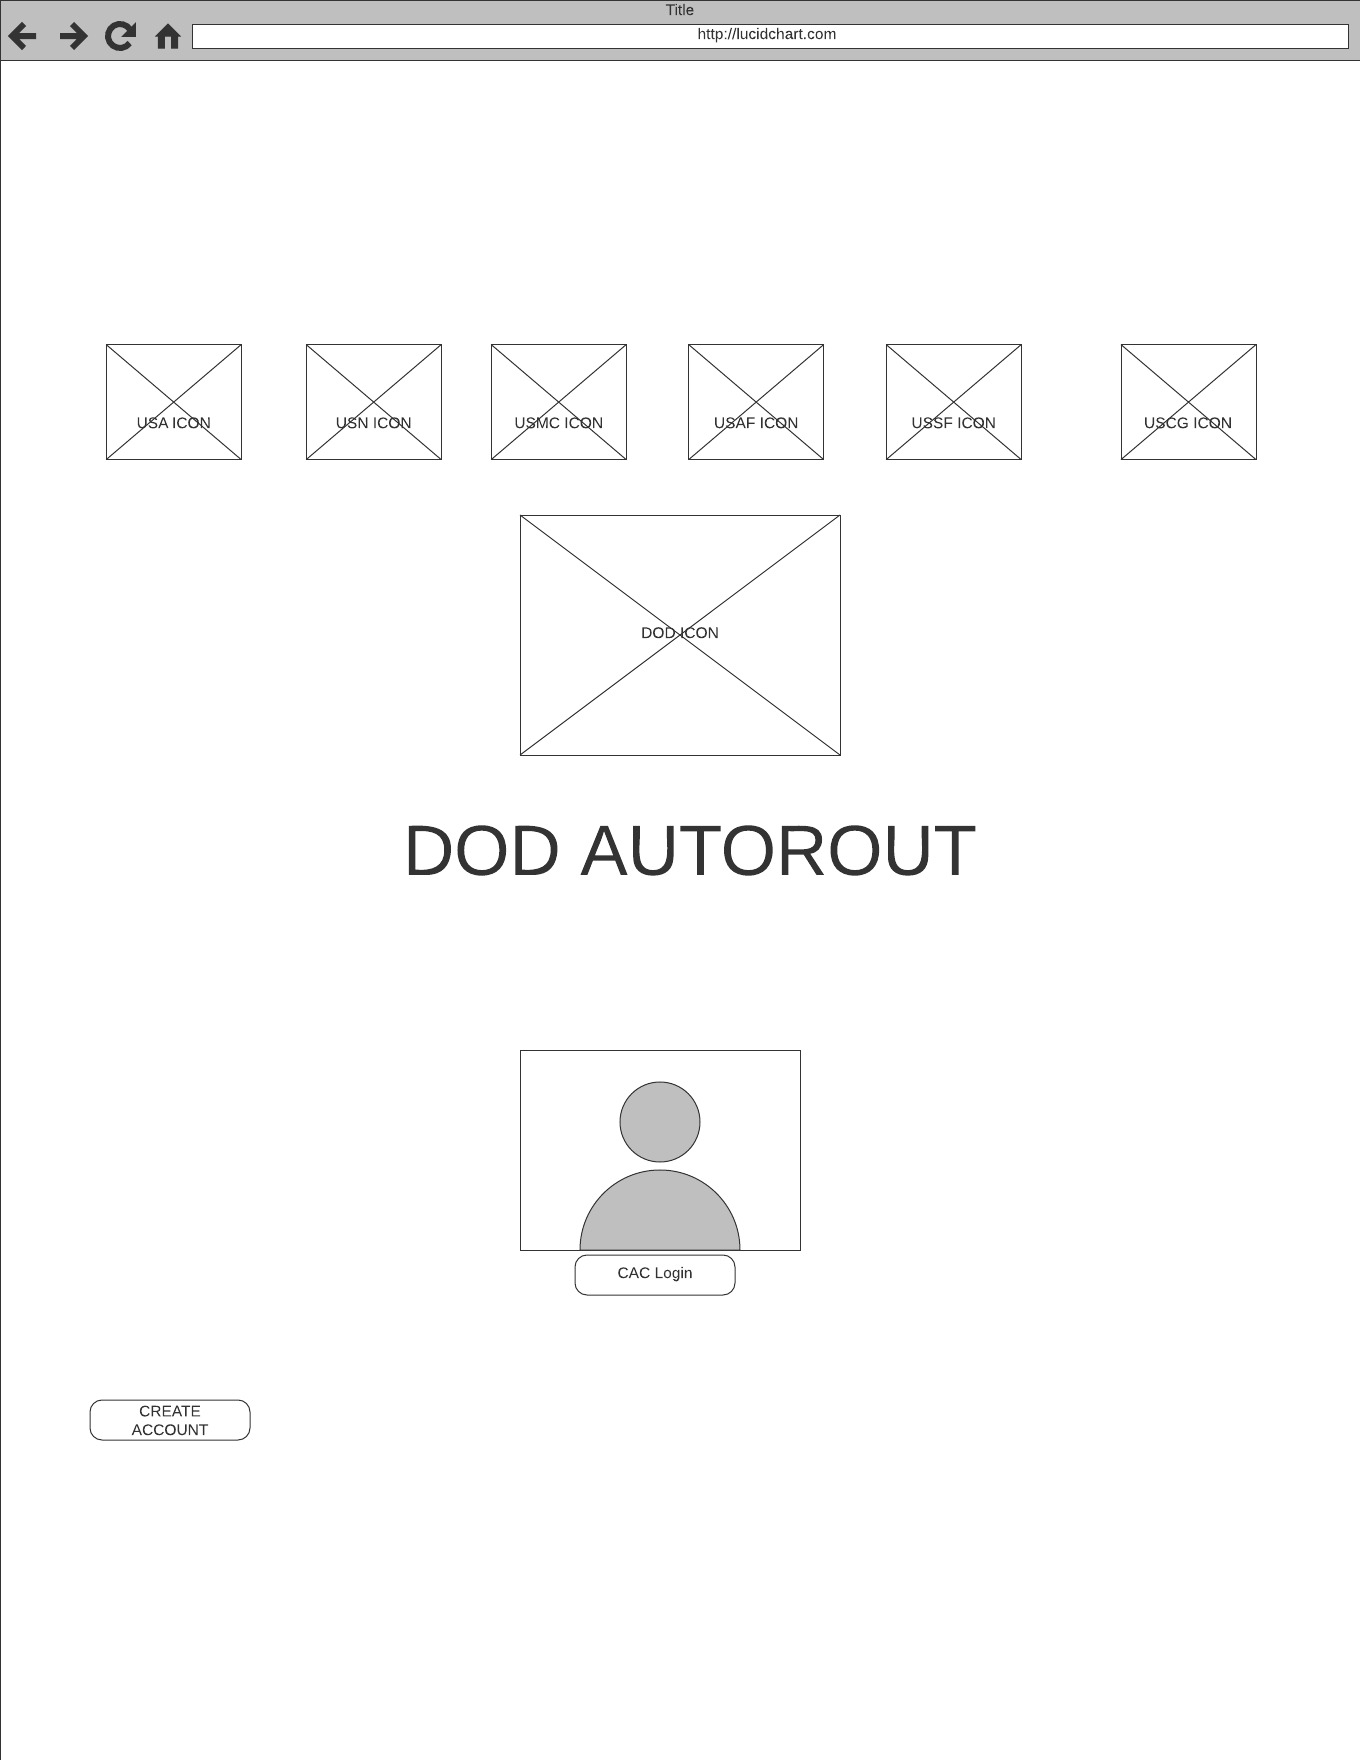 Title
http://lucidchart.com
USA ICON
USN ICON
USMC ICON
USAF ICON
USSF ICON
USCG ICON
DOD ICON
DOD AUTOROUT
CAC Login
CREATE
ACCOUNT